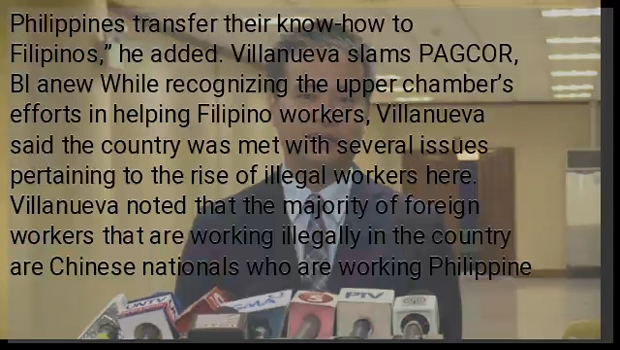 Philippines transfer their know-how to
Filipinos,” he added. Villanueva slams PAGCOR,
BI anew While recognizing the upper chamber’s
efforts in helping Filipino workers, Villanueva
said the country was met with several issues
pertaining to the rise of illegal workers here.
Villanueva noted that the majority of foreign
workers that are working illegally in the country
are Chinese nationals who are working Philippine
UNTV
GMA
5
PTV